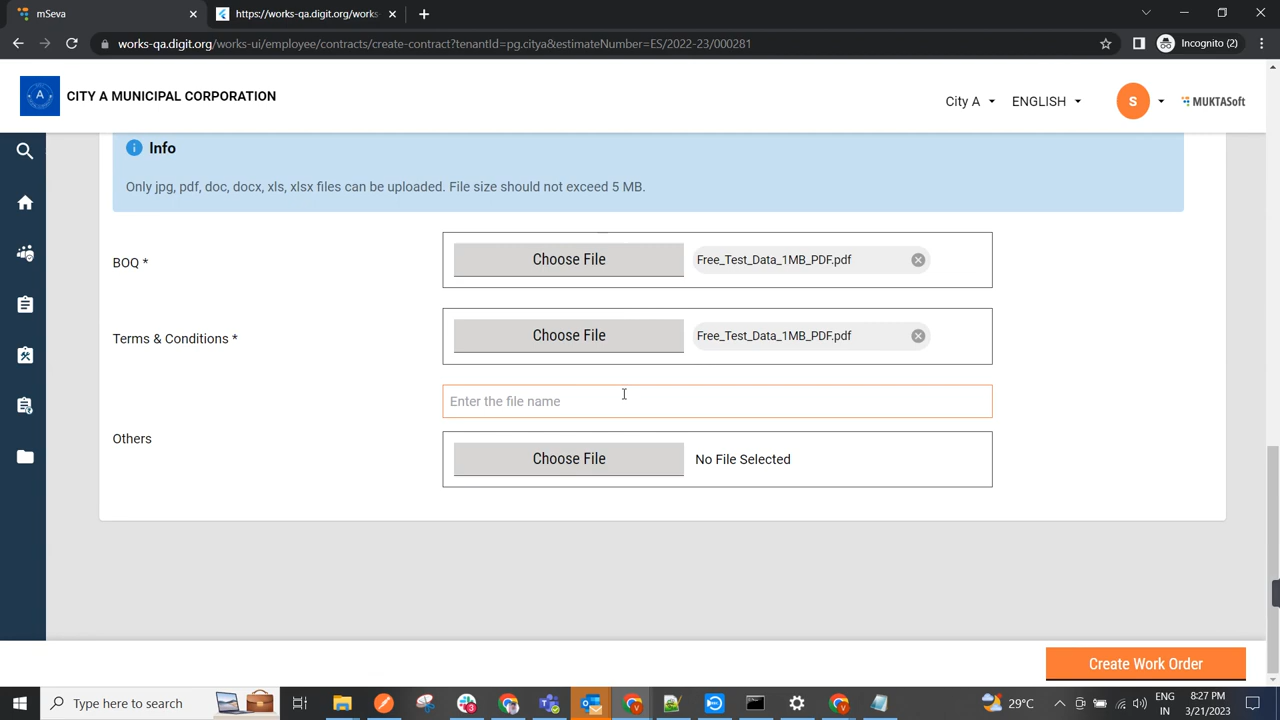 mSeva
https://works-qa.digit.org/works-
works-qa.digit.org/works-ui/employee/contracts/create-contract?tenantId=pg.citya&estimateNumber=ES/2022-23/000281
Incognito (2)
A
CITY A MUNICIPAL CORPORATION
City A
ENGLISH
S
MUKTASoft
Info
Only jpg, pdf, doc, docx, xls, xlsx files can be uploaded. File size should not exceed 5 MB.
BOQ *
Choose File
Free_Test_Data_1MB_PDF.pdf
Terms & Conditions *
Choose File
Free_Test_Data_1MB_PDF.pdf
Enter the file name
Others
Choose File
No File Selected
Create Work Order
Type here to search
29°C
ENG
IN
8:27 PM
3/21/2023